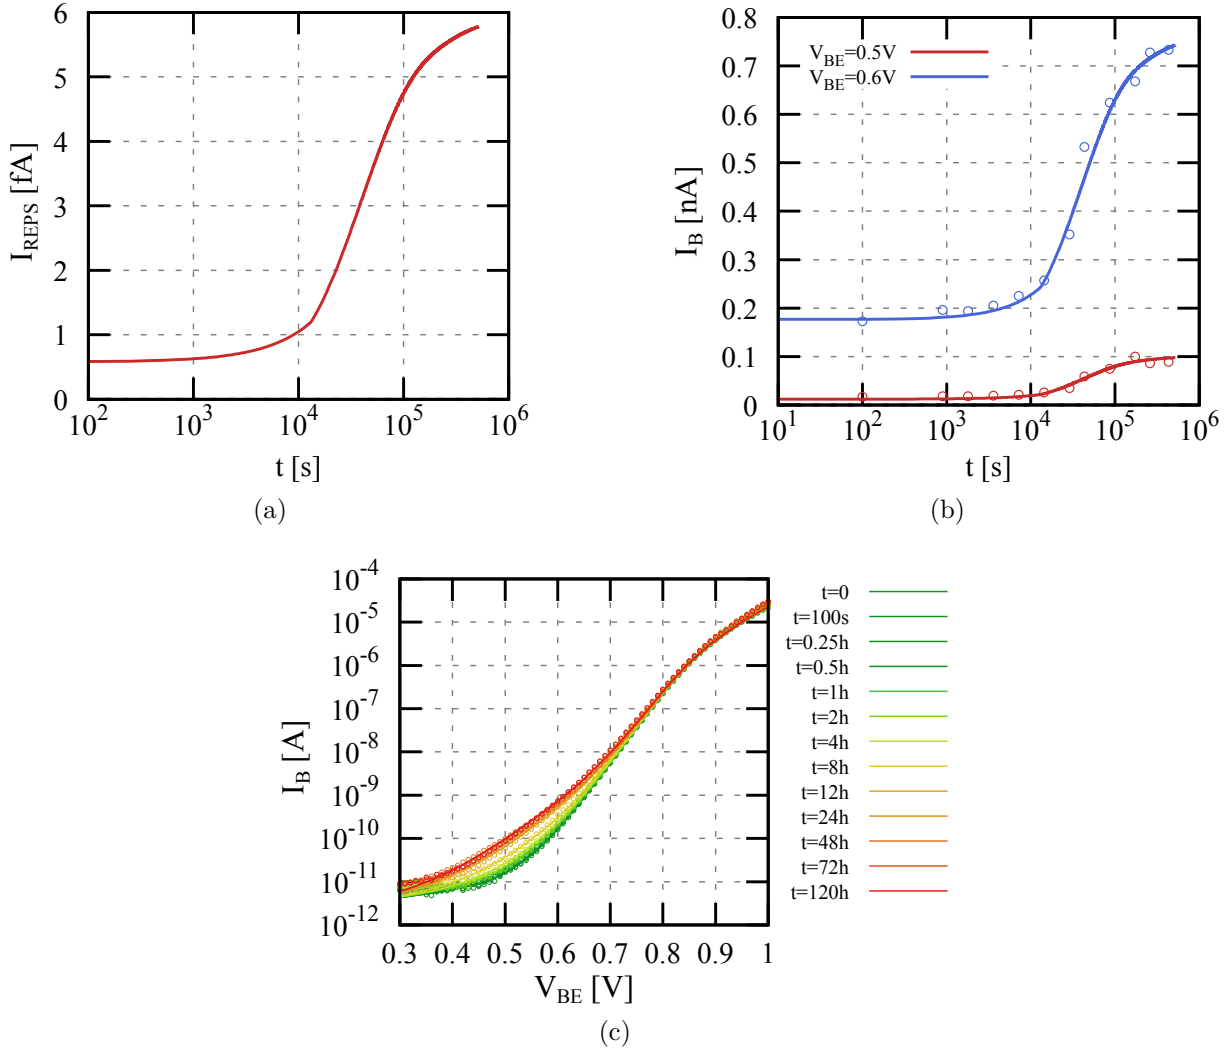 6
5
4
3
2
1
0
I_REPS [fA]
10^2 10^3 10^4 10^5 10^6
t [s]
(a)
0.8
0.7
0.6
0.5
0.4
0.3
0.2
0.1
0
I_B [nA]
V_BE=0.5V
V_BE=0.6V
10^1 10^2 10^3 10^4 10^5 10^6
t [s]
(b)
10^-4
10^-5
10^-6
10^-7
10^-8
10^-9
10^-10
10^-11
10^-12
I_B [A]
0.3 0.4 0.5 0.6 0.7 0.8 0.9 1
V_BE [V]
t=0
t=100s
t=0.25h
t=0.5h
t=1h
t=2h
t=4h
t=8h
t=12h
t=24h
t=48h
t=72h
t=120h
(c)